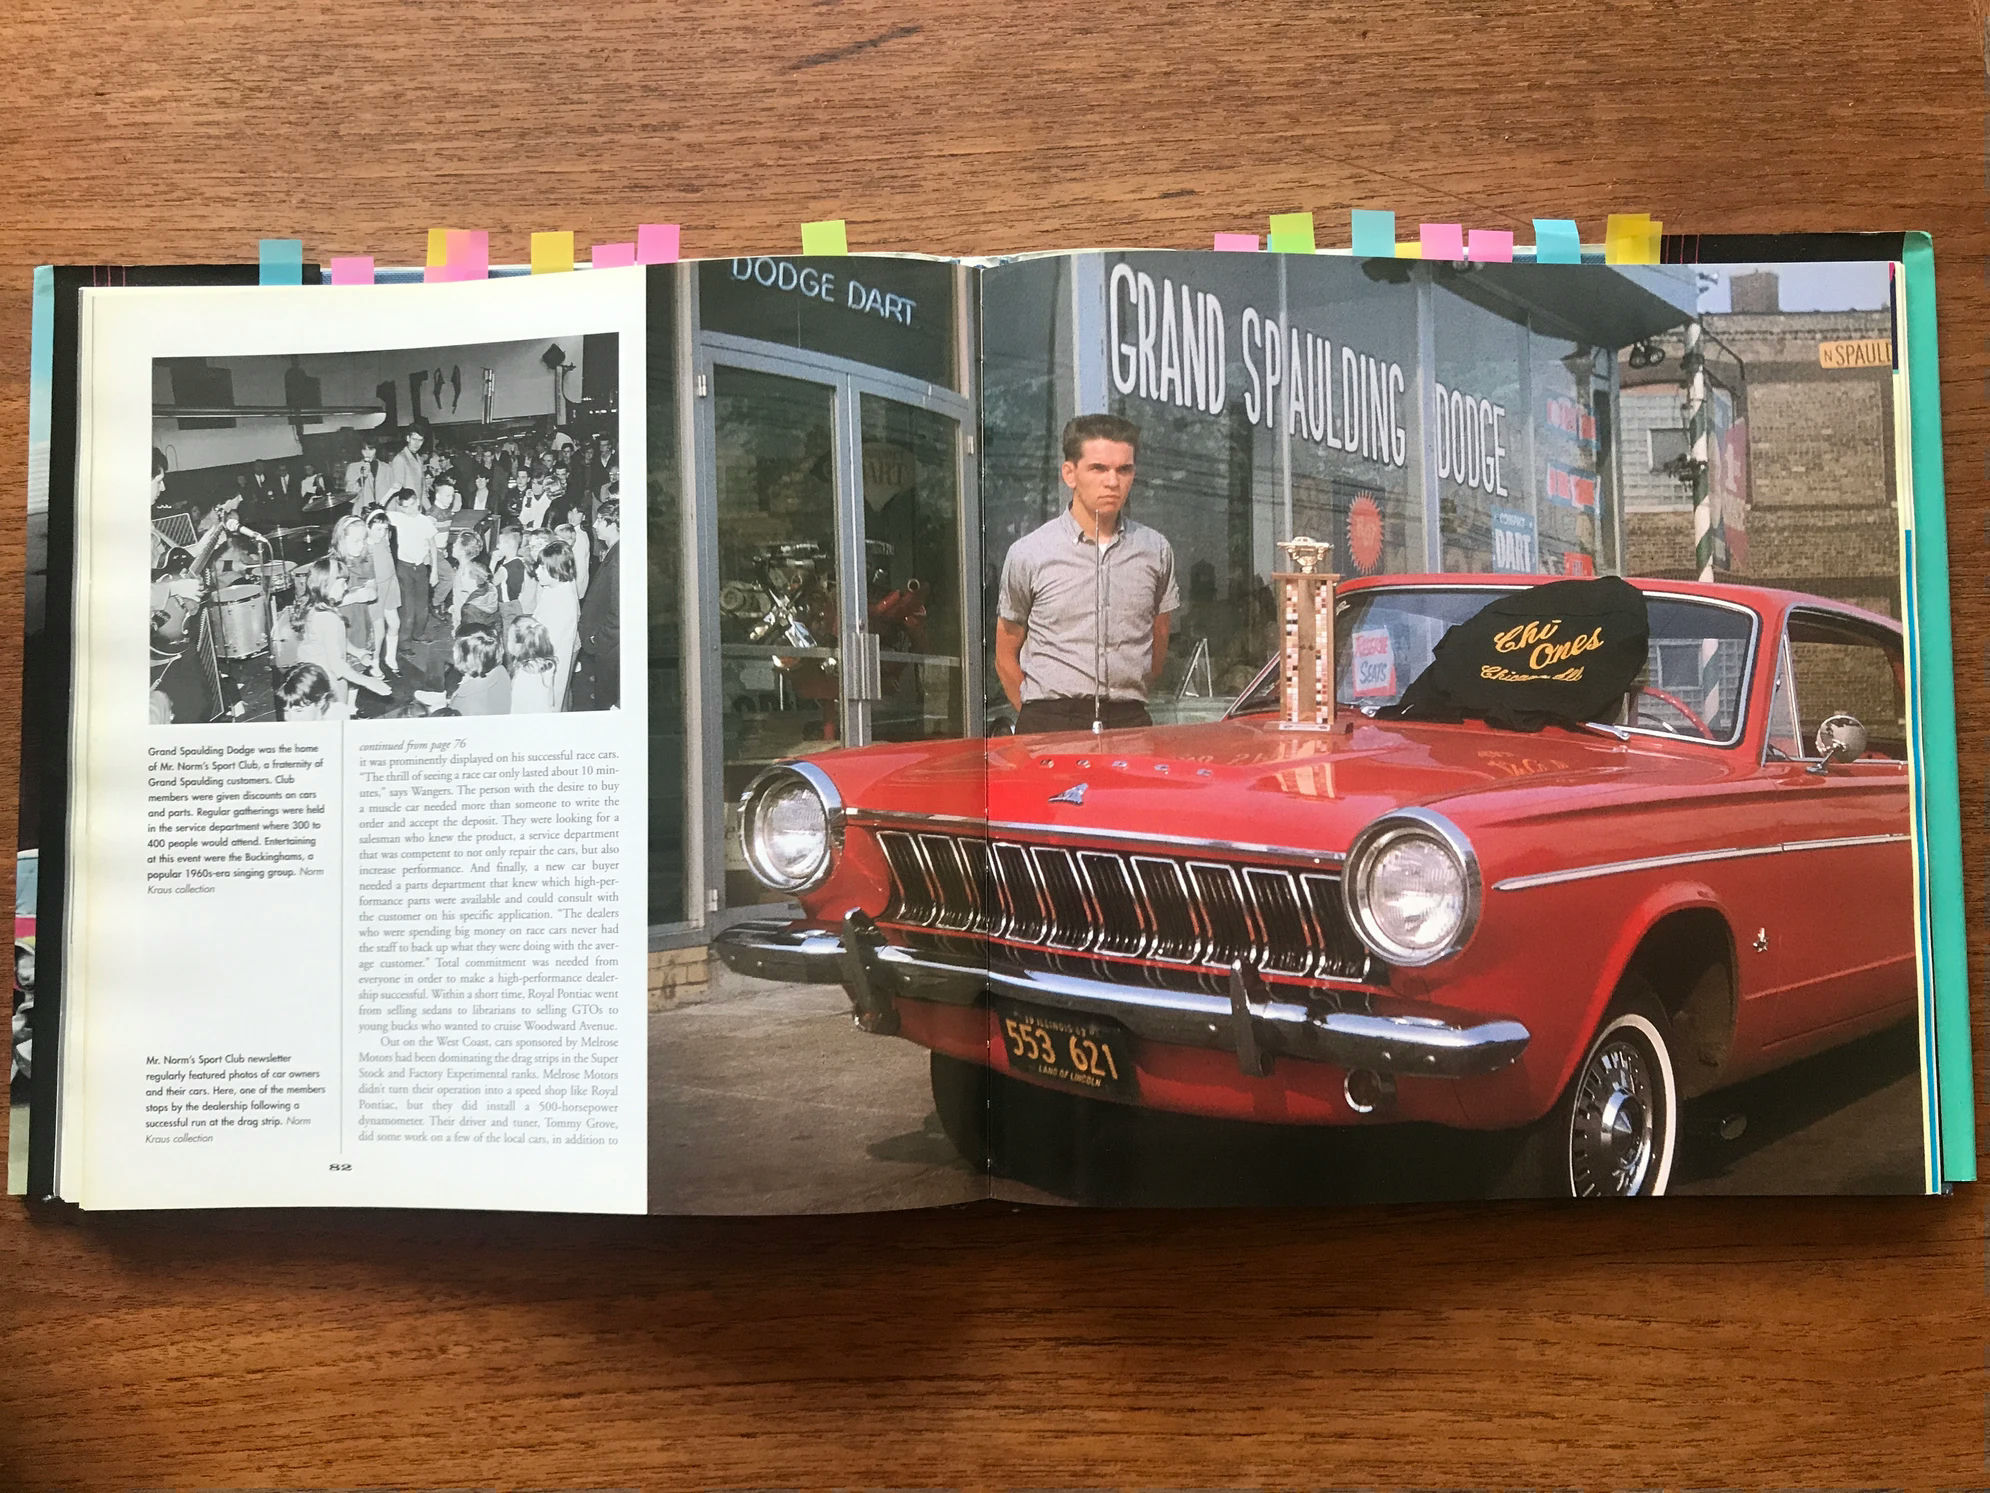 Grand Spaulding Dodge was the home
of Mr. Norm's Sport Club, a fraternity of
Grand Spaulding customers. Club
members were given discounts on cars
and parts. Regular gatherings were held
in the service department where 300 to
400 people would attend. Entertaining
at this event were the Buckinghams, a
popular 1960s-era singing group. Norm
Kraus collection
Mr. Norm's Sport Club newsletter
regularly featured photos of car owners
and their cars. Here, one of the members
stops by the dealership following a
successful run at the drag strip. Norm
Kraus collection
continued from page 76
it was prominently displayed on his successful race cars.
"The thrill of seeing a race car only lasted about 10 min-
utes," says Wangers. The person with the desire to buy
a muscle car needed more than someone to write the
order and accept the deposit. They were looking for a
salesman who knew the product, a service department
that was competent to not only repair the cars, but also
increase performance. And finally, a new car buyer
needed a parts department that knew which high-per-
formance parts were available and could consult with
the customer on his specific application. "The dealers
who were spending big money on race cars never had
the staff to back up what they were doing with the aver-
age customer." Total commitment was needed from
everyone in order to make a high-performance dealer-
ship successful. Within a short time, Royal Pontiac went
from selling sedans to librarians to selling GTOs to
young bucks who wanted to cruise Woodward Avenue.
Out on the West Coast, cars sponsored by Melrose
Motors had been dominating the drag strips in the Super
Stock and Factory Experimental ranks. Melrose Motors
didn't turn their operation into a speed shop like Royal
Pontiac, but they did install a 500-horsepower
dynamometer. Their driver and tuner, Tommy Grove,
did some work on a few of the local cars, in addition to
82
DODGE DART
GRAND SPAULDING DODGE
N SPAUL
COMPACT
DART
SEATS
Chi
Ones
Chicago Ill
DODGE
ILLINOIS
553 621
LAND OF LINCOLN